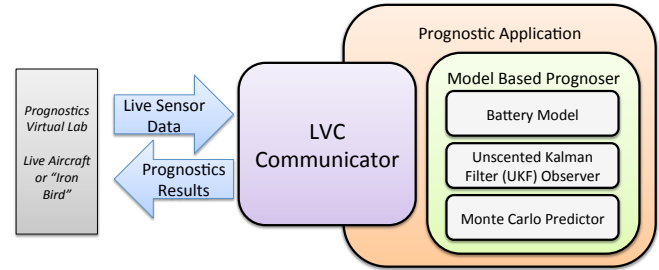 Prognostic Application
Prognostics
Virtual Lab
Live Aircraft
or "Iron
Bird"
Live Sensor
Data
Prognostics
Results
LVC
Communicator
Model Based Prognoser
Battery Model
Unscented Kalman
Filter (UKF) Observer
Monte Carlo Predictor